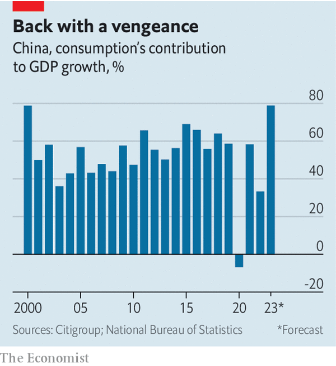 Back with a vengeance
China, consumption's contribution
to GDP growth, %
80
60
40
20
0
-20
2000 05 10 15 20 23*
Sources: Citigroup; National Bureau of Statistics *Forecast
The Economist